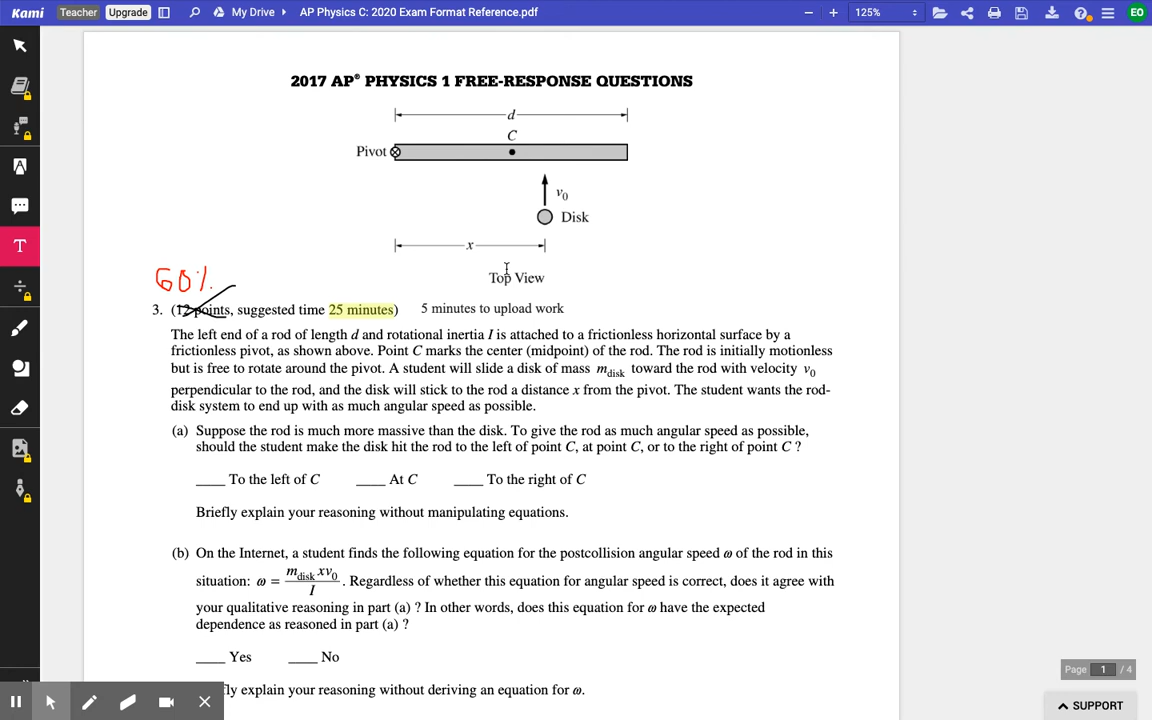 Kami Teacher Upgrade My Drive AP Physics C: 2020 Exam Format Reference.pdf 125% EO
2017 AP® PHYSICS 1 FREE-RESPONSE QUESTIONS
d
C
Pivot
v0
Disk
x
Top View
60%
3. (12 points, suggested time 25 minutes) 5 minutes to upload work
The left end of a rod of length d and rotational inertia I is attached to a frictionless horizontal surface by a
frictionless pivot, as shown above. Point C marks the center (midpoint) of the rod. The rod is initially motionless
but is free to rotate around the pivot. A student will slide a disk of mass mdisk toward the rod with velocity v0
perpendicular to the rod, and the disk will stick to the rod a distance x from the pivot. The student wants the rod-
disk system to end up with as much angular speed as possible.
(a) Suppose the rod is much more massive than the disk. To give the rod as much angular speed as possible,
should the student make the disk hit the rod to the left of point C, at point C, or to the right of point C ?
____ To the left of C ____ At C ____ To the right of C
Briefly explain your reasoning without manipulating equations.
(b) On the Internet, a student finds the following equation for the postcollision angular speed ω of the rod in this
situation: ω = mdisk xv0 / I . Regardless of whether this equation for angular speed is correct, does it agree with
your qualitative reasoning in part (a) ? In other words, does this equation for ω have the expected
dependence as reasoned in part (a) ?
____ Yes ____ No
fly explain your reasoning without deriving an equation for ω.
Page 1 / 4
SUPPORT